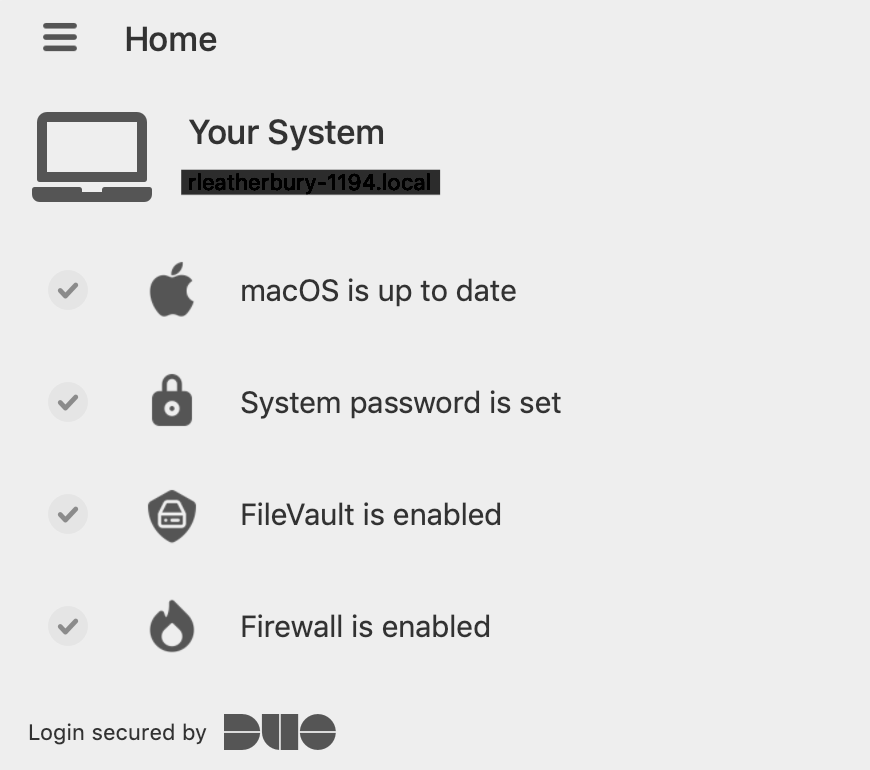 Home
Your System
rleatherbury-1194.local
macOS is up to date
System password is set
FileVault is enabled
Firewall is enabled
Login secured by DUO